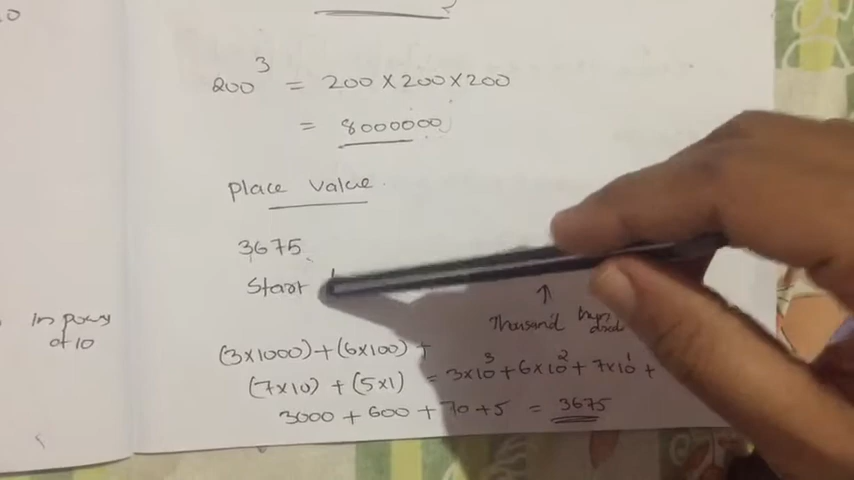 200³ = 200 × 200 × 200
= 8000000
Place Value
3675
Start
Thousand
In powers of 10
(3×1000)+(6×100)+
(7×10) + (5×1) = 3×10³+6×10²+7×10¹+
3000 + 600 + 70+5 = 3675